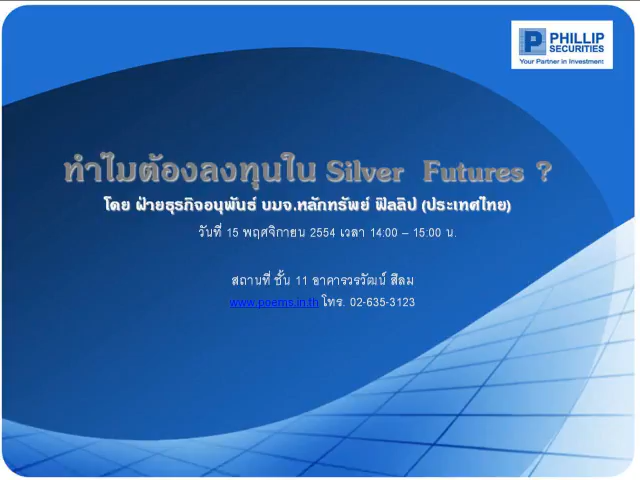 PHILLIP
SECURITIES
Your Partner in Investment
ทำไมต้องลงทุนใน Silver Futures ?
โดย ฝ่ายธุรกิจอนุพันธ์ บมจ.หลักทรัพย์ ฟิลลิป (ประเทศไทย)
วันที่ 15 พฤศจิกายน 2554 เวลา 14:00 – 15:00 น.
สถานที่ ชั้น 11 อาคารวรวัฒน์ สีลม
www.poems.in.th โทร. 02-635-3123